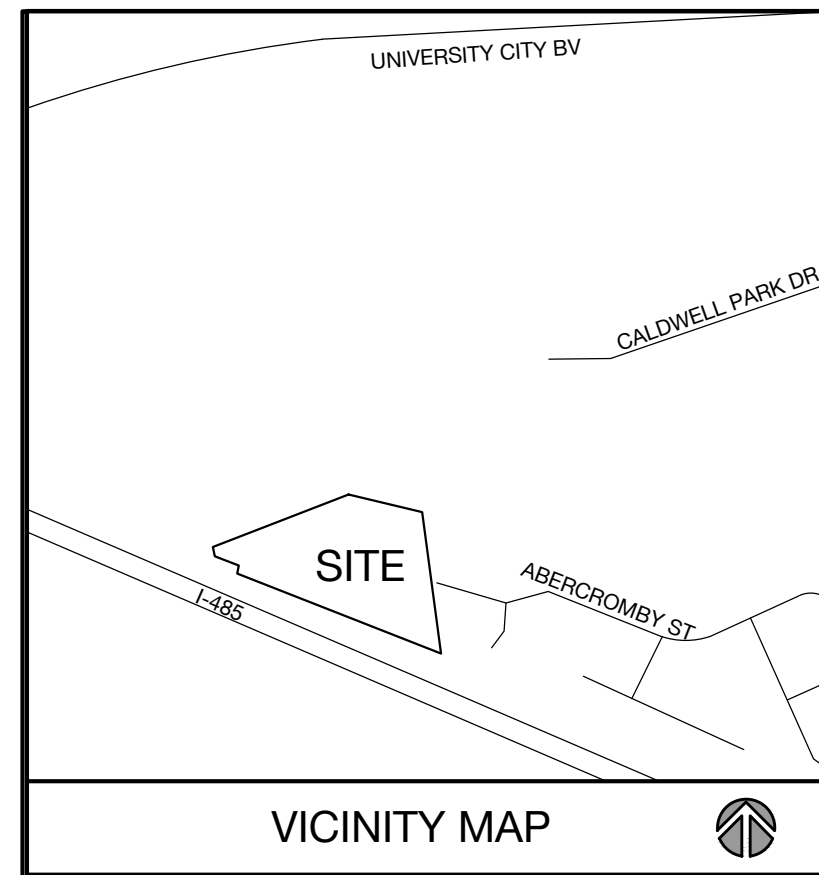 UNIVERSITY CITY BV
CALDWELL PARK DR
SITE
ABERCROMBY ST
I-485
VICINITY MAP